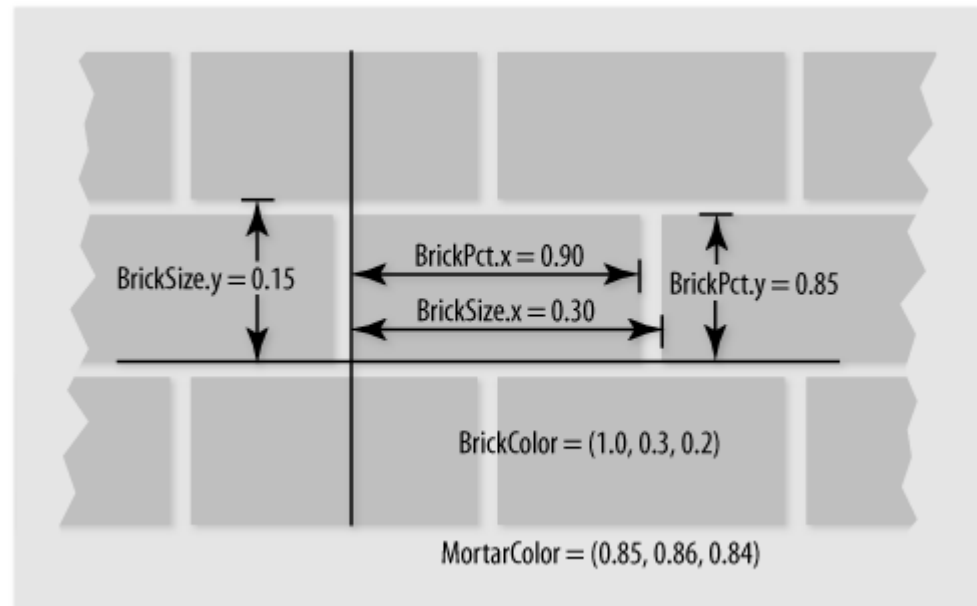 BrickPct.x = 0.90
BrickSize.y = 0.15
BrickPct.y = 0.85
BrickSize.x = 0.30
BrickColor = (1.0, 0.3, 0.2)
MortarColor = (0.85, 0.86, 0.84)